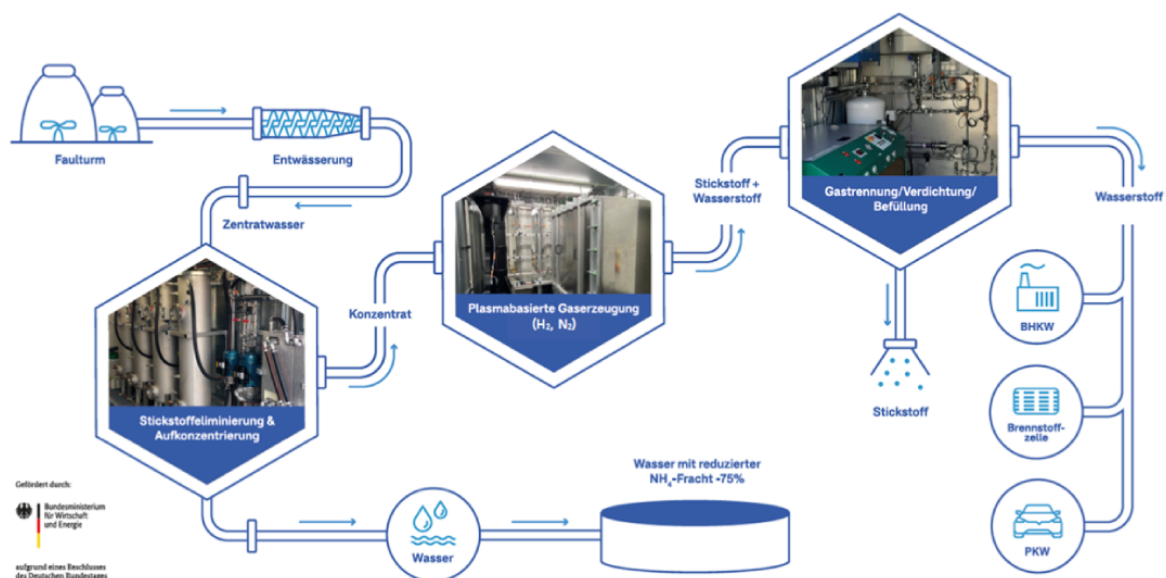 Faulturm
Entwässerung
Zentratwasser
Stickstoffeliminierung &
Aufkonzentrierung
Konzentrat
Plasmabasierte Gaserzeugung
(H₂, N₂)
Stickstoff +
Wasserstoff
Gastrennung/Verdichtung/
Befüllung
Wasserstoff
Stickstoff
BHKW
Brennstoff-
zelle
PKW
Wasser
Wasser mit reduzierter
NH₄-Fracht -75%
Gefördert durch:
Bundesministerium
für Wirtschaft
und Energie
aufgrund eines Beschlusses
des Deutschen Bundestages